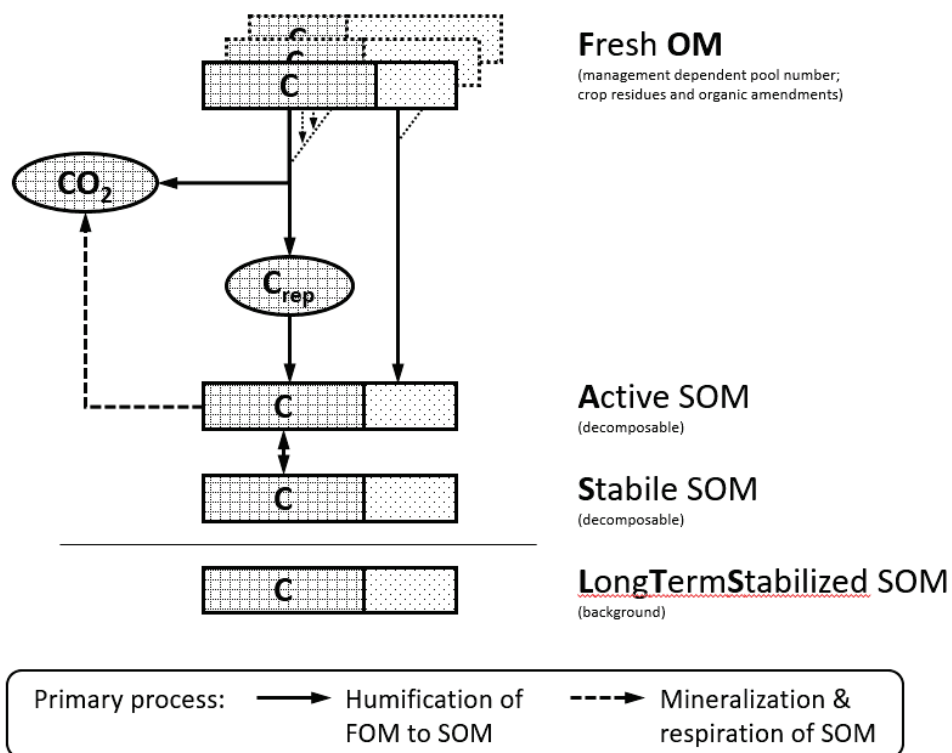 C
C
C
Fresh OM
(management dependent pool number;
crop residues and organic amendments)
CO2
Crep
C
Active SOM
(decomposable)
C
Stabile SOM
(decomposable)
C
LongTermStabilized SOM
(background)
Primary process:
Humification of
FOM to SOM
Mineralization &
respiration of SOM